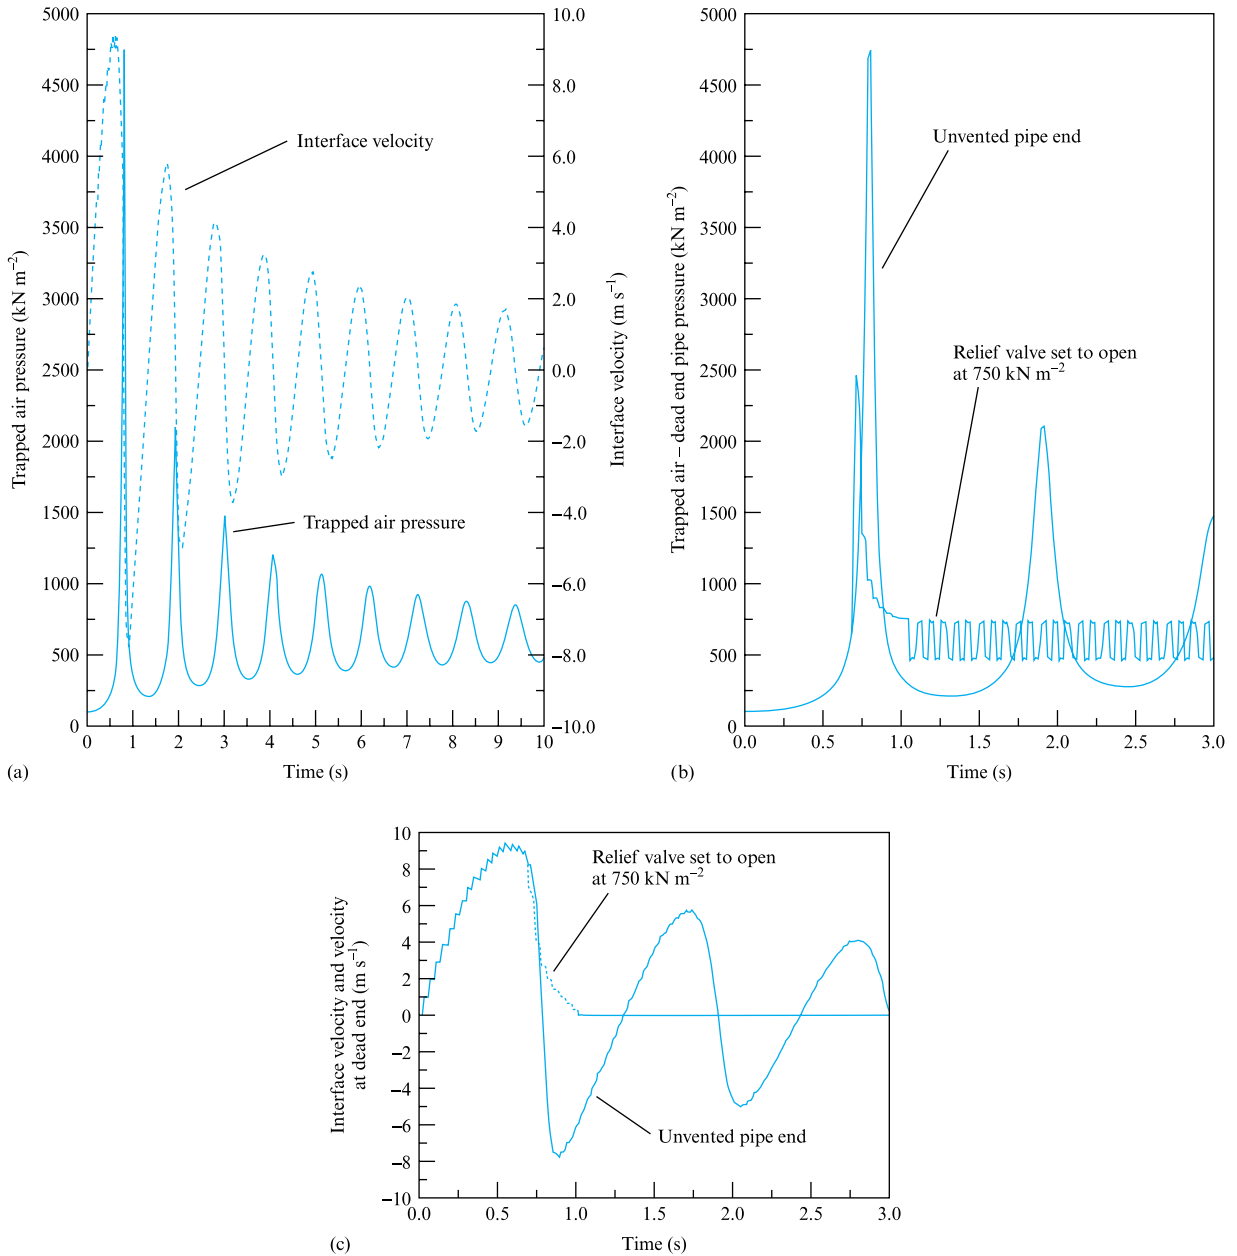 5000
4500
4000
3500
3000
2500
2000
1500
1000
500
0
Trapped air pressure (kN m⁻²)
10.0
8.0
6.0
4.0
2.0
0.0
−2.0
−4.0
−6.0
−8.0
−10.0
Interface velocity (m s⁻¹)
Interface velocity
Trapped air pressure
0 1 2 3 4 5 6 7 8 9 10
Time (s)
(a)
5000
4500
4000
3500
3000
2500
2000
1500
1000
500
0
Trapped air – dead end pipe pressure (kN m⁻²)
Unvented pipe end
Relief valve set to open
at 750 kN m⁻²
0.0 0.5 1.0 1.5 2.0 2.5 3.0
Time (s)
(b)
10
8
6
4
2
0
−2
−4
−6
−8
−10
Interface velocity and velocity
at dead end (m s⁻¹)
Relief valve set to open
at 750 kN m⁻²
Unvented pipe end
0.0 0.5 1.0 1.5 2.0 2.5 3.0
Time (s)
(c)